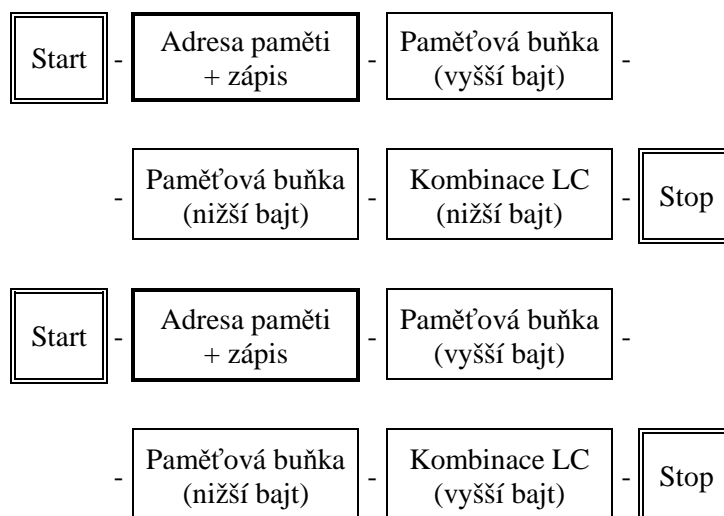 Start - Adresa paměti - Paměťová buňka -
+ zápis (vyšší bajt)
- Paměťová buňka - Kombinace LC - Stop
(nižší bajt) (nižší bajt)
Start - Adresa paměti - Paměťová buňka -
+ zápis (vyšší bajt)
- Paměťová buňka - Kombinace LC - Stop
(nižší bajt) (vyšší bajt)